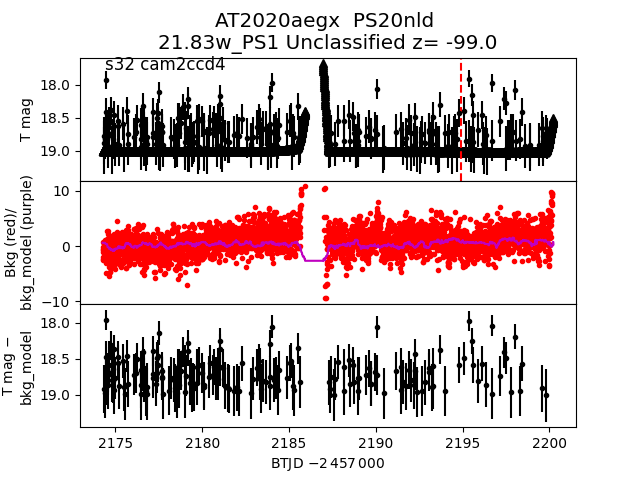 AT2020aegx  PS20nld
21.83w_PS1 Unclassified z= -99.0
s32 cam2ccd4
T mag
18.0
18.5
19.0
Bkg (red)/
bkg_model (purple)
10
0
−10
T mag −
bkg_model
18.0
18.5
19.0
2175 2180 2185 2190 2195 2200
BTJD −2 457 000